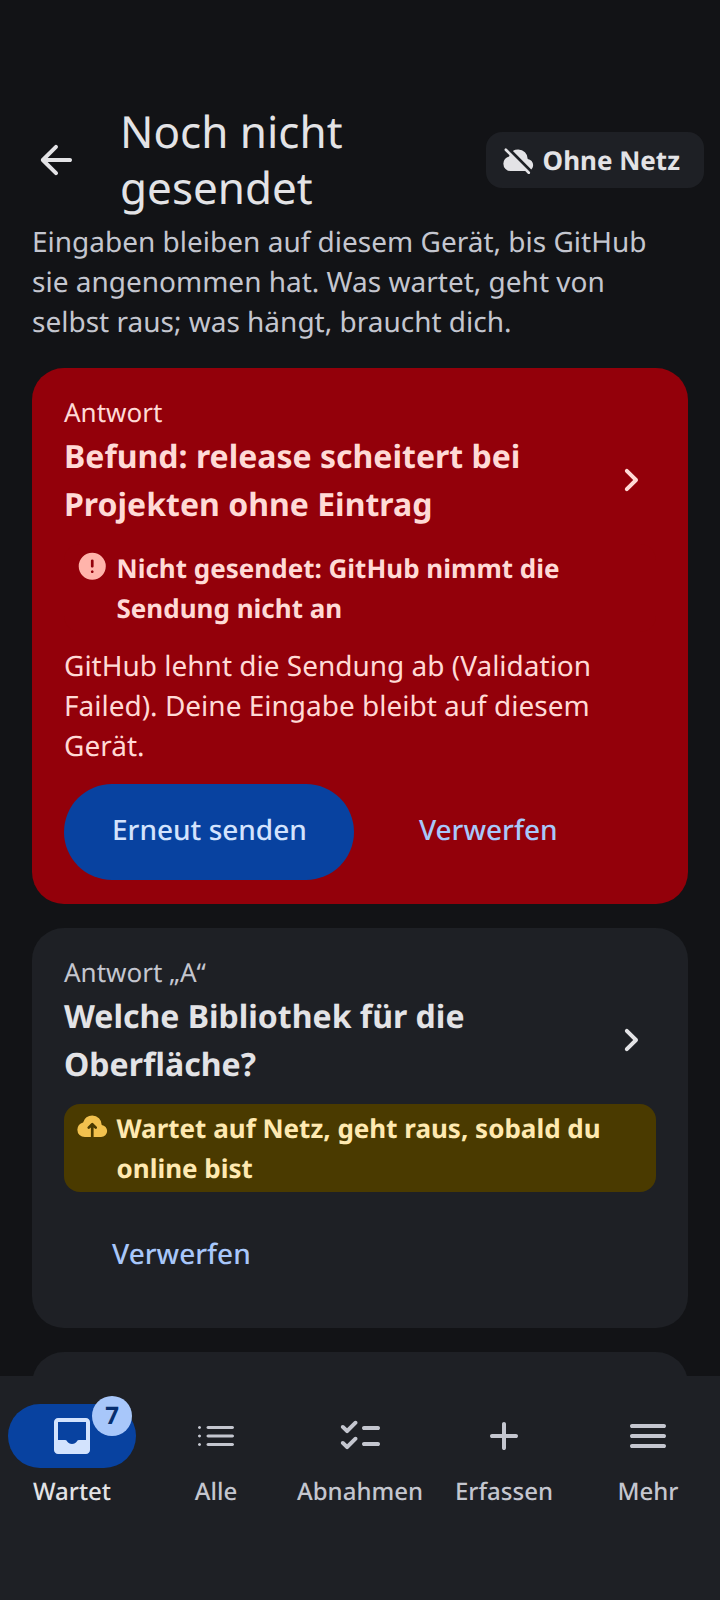 Noch nicht
gesendet
Ohne Netz
Eingaben bleiben auf diesem Gerät, bis GitHub
sie angenommen hat. Was wartet, geht von
selbst raus; was hängt, braucht dich.
Antwort
Befund: release scheitert bei
Projekten ohne Eintrag
Nicht gesendet: GitHub nimmt die
Sendung nicht an
GitHub lehnt die Sendung ab (Validation
Failed). Deine Eingabe bleibt auf diesem
Gerät.
Erneut senden
Verwerfen
Antwort „A“
Welche Bibliothek für die
Oberfläche?
Wartet auf Netz, geht raus, sobald du
online bist
Verwerfen
7
Wartet
Alle
Abnahmen
Erfassen
Mehr